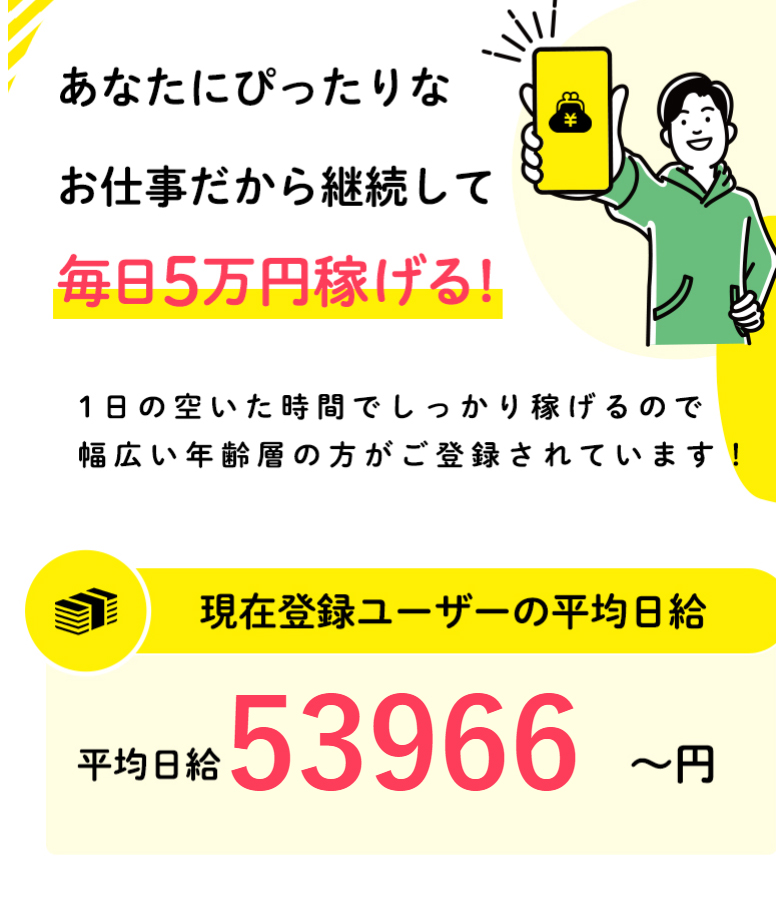 あなたにぴったりな
お仕事だから継続して
毎日5万円稼げる!
¥
1日の空いた時間でしっかり稼げるので
幅広い年齢層の方がご登録されています!
現在登録ユーザーの平均日給
平均日給 53966 〜円